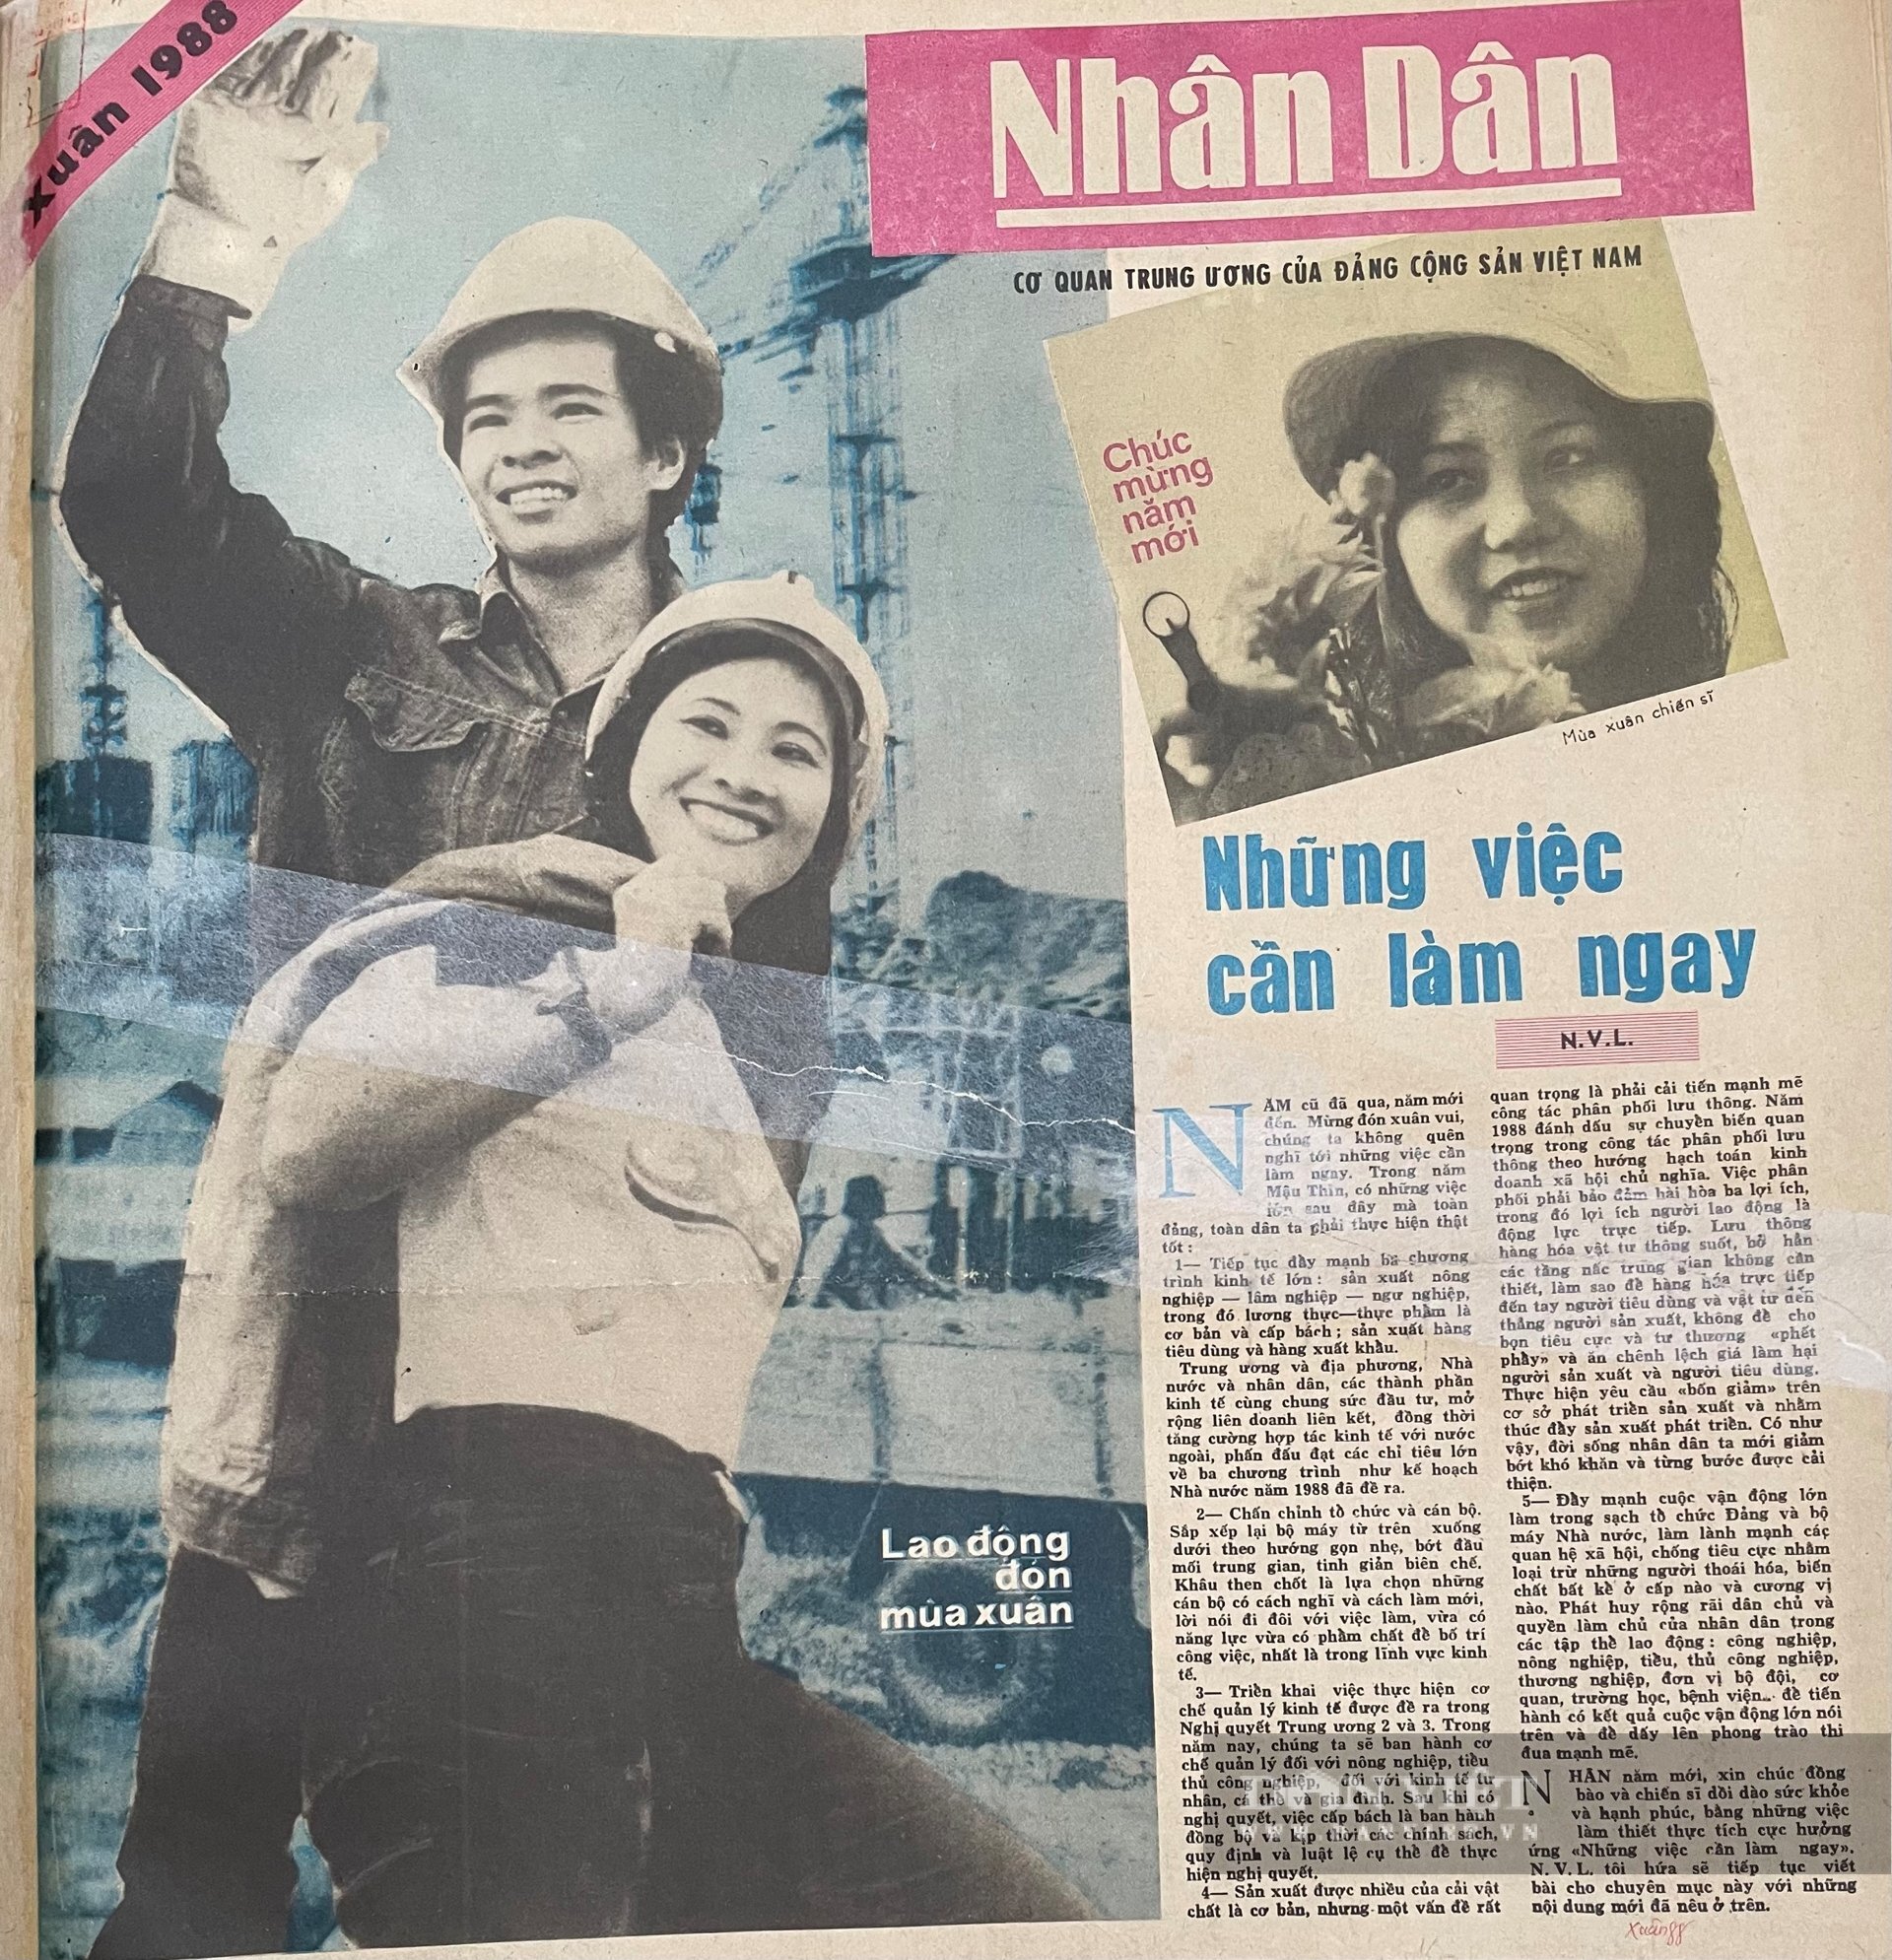 xuân 1988
Nhân Dân
CƠ QUAN TRUNG ƯƠNG CỦA ĐẢNG CỘNG SẢN VIỆT NAM
Chúc
mừng
năm
mới
Mùa xuân chiến sĩ
Những việc
cần làm ngay
N.V.L.
NĂM cũ đã qua, năm mới
đến. Mừng đón xuân vui,
chúng ta không quên
nghĩ tới những việc cần
làm ngay. Trong năm
Mậu Thìn, có những việc
lớn sau đây mà toàn
đảng, toàn dân ta phải thực hiện thật
tốt :
1— Tiếp tục đẩy mạnh ba chương
trình kinh tế lớn : sản xuất nông
nghiệp — lâm nghiệp — ngư nghiệp,
trong đó lương thực—thực phẩm là
cơ bản và cấp bách ; sản xuất hàng
tiêu dùng và hàng xuất khẩu.
Trung ương và địa phương, Nhà
nước và nhân dân, các thành phần
kinh tế cùng chung sức đầu tư, mở
rộng liên doanh liên kết, đồng thời
tăng cường hợp tác kinh tế với nước
ngoài, phấn đấu đạt các chỉ tiêu lớn
về ba chương trình như kế hoạch
Nhà nước năm 1988 đã đề ra.
2— Chấn chỉnh tổ chức và cán bộ.
Sắp xếp lại bộ máy từ trên xuống
dưới theo hướng gọn nhẹ, bớt đầu
mối trung gian, tinh giản biên chế.
Khâu then chốt là lựa chọn những
cán bộ có cách nghĩ và cách làm mới,
lời nói đi đôi với việc làm, vừa có
năng lực vừa có phẩm chất để bố trí
công việc, nhất là trong lĩnh vực kinh
tế.
3— Triển khai việc thực hiện cơ
chế quản lý kinh tế được đề ra trong
Nghị quyết Trung ương 2 và 3. Trong
năm nay, chúng ta sẽ ban hành cơ
chế quản lý đối với nông nghiệp, tiểu
thủ công nghiệp, đối với kinh tế tư
nhân, cá thể và gia đình. Sau khi có
nghị quyết, việc cấp bách là ban hành
đồng bộ và kịp thời các chính sách,
quy định và luật lệ cụ thể để thực
hiện nghị quyết.
4— Sản xuất được nhiều của cải vật
chất là cơ bản, nhưng một vấn đề rất
quan trọng là phải cải tiến mạnh mẽ
công tác phân phối lưu thông. Năm
1988 đánh dấu sự chuyển biến quan
trọng trong công tác phân phối lưu
thông theo hướng hạch toán kinh
doanh xã hội chủ nghĩa. Việc phân
phối phải bảo đảm hài hòa ba lợi ích,
trong đó lợi ích người lao động là
động lực trực tiếp. Lưu thông
hàng hóa vật tư thông suốt, bỏ hẳn
các tầng nấc trung gian không cần
thiết, làm sao để hàng hóa trực tiếp
đến tay người tiêu dùng và vật tư đến
thẳng người sản xuất, không để cho
bọn tiêu cực và tư thương «phết
phẩy» và ăn chênh lệch giá làm hại
người sản xuất và người tiêu dùng.
Thực hiện yêu cầu «bốn giảm» trên
cơ sở phát triển sản xuất và nhằm
thúc đẩy sản xuất phát triển. Có như
vậy, đời sống nhân dân ta mới giảm
bớt khó khăn và từng bước được cải
thiện.
5— Đẩy mạnh cuộc vận động lớn
làm trong sạch tổ chức Đảng và bộ
máy Nhà nước, làm lành mạnh các
quan hệ xã hội, chống tiêu cực nhằm
loại trừ những người thoái hóa, biến
chất bất kể ở cấp nào và cương vị
nào. Phát huy rộng rãi dân chủ và
quyền làm chủ của nhân dân trong
các tập thể lao động : công nghiệp,
nông nghiệp, tiểu, thủ công nghiệp,
thương nghiệp, đơn vị bộ đội, cơ
quan, trường học, bệnh viện... để tiến
hành có kết quả cuộc vận động lớn nói
trên và để dấy lên phong trào thi
đua mạnh mẽ.
NHÂN năm mới, xin chúc đồng
bào và chiến sĩ dồi dào sức khỏe
và hạnh phúc, bằng những việc
làm thiết thực tích cực hưởng
ứng «Những việc cần làm ngay».
N.V.L. tôi hứa sẽ tiếp tục viết
bài cho chuyên mục này với những
nội dung mới đã nêu ở trên.
Lao động
đón
mùa xuân
Xuân 88